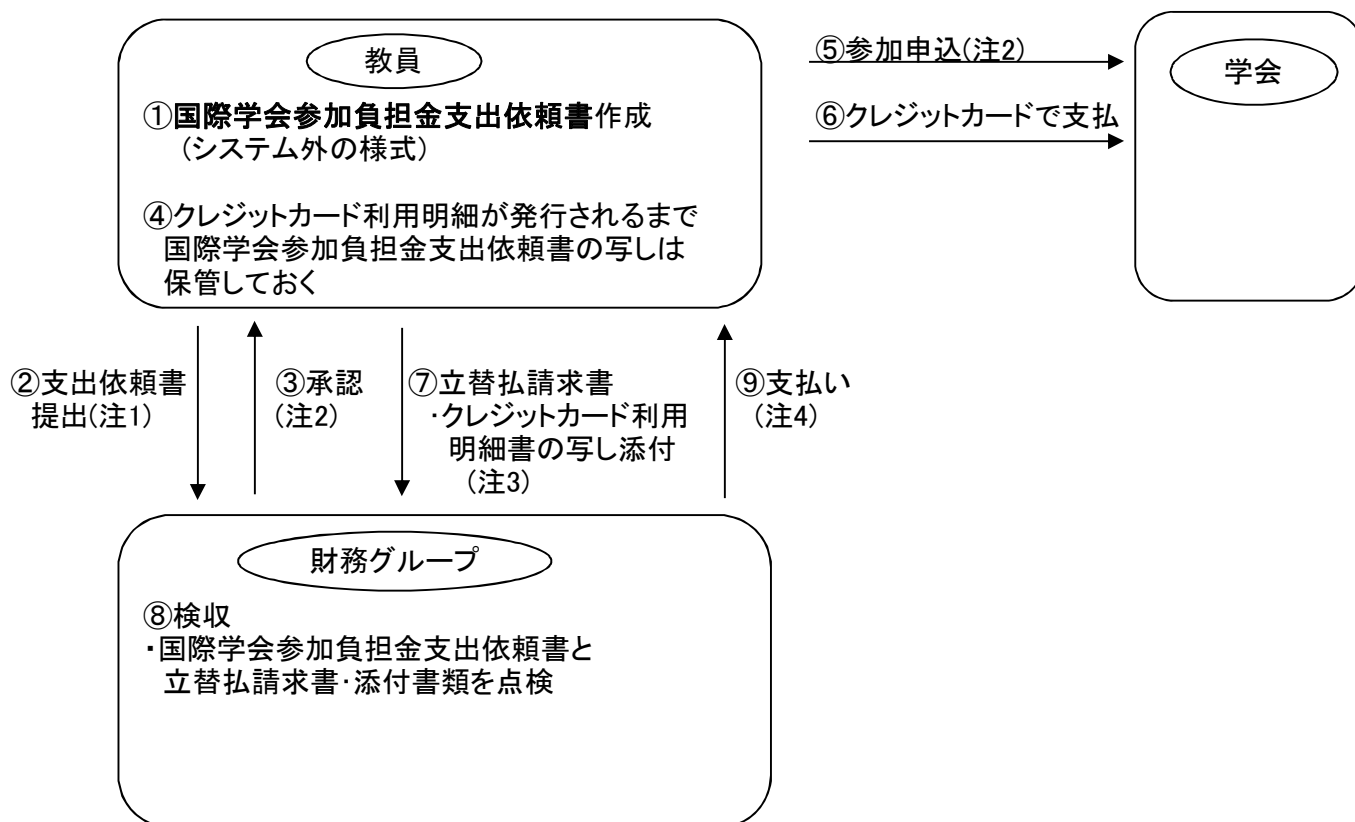 教員
①国際学会参加負担金支出依頼書作成
(システム外の様式)
④クレジットカード利用明細が発行されるまで
国際学会参加負担金支出依頼書の写しは
保管しておく
⑤参加申込(注2)
⑥クレジットカードで支払
学会
②支出依頼書
提出(注1)
③承認
(注2)
⑦立替払請求書
・クレジットカード利用
明細書の写し添付
(注3)
⑨支払い
(注4)
財務グループ
⑧検収
・国際学会参加負担金支出依頼書と
立替払請求書・添付書類を点検